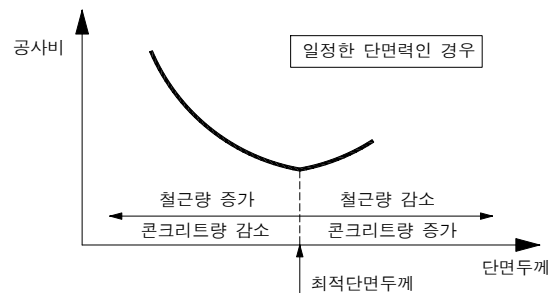 공사비
일정한 단면력인 경우
철근량 증가
철근량 감소
콘크리트량 감소
콘크리트량 증가
단면두께
최적단면두께